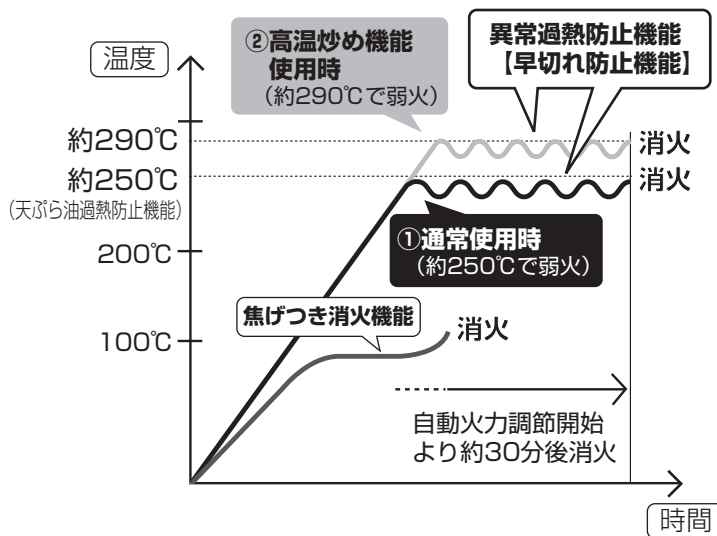 温度
②高温炒め機能
使用時
(約290℃で弱火)
異常過熱防止機能
【早切れ防止機能】
約290℃
消火
約250℃
(天ぷら油過熱防止機能)
消火
①通常使用時
(約250℃で弱火)
200℃
焦げつき消火機能
消火
100℃
自動火力調節開始
より約30分後消火
時間